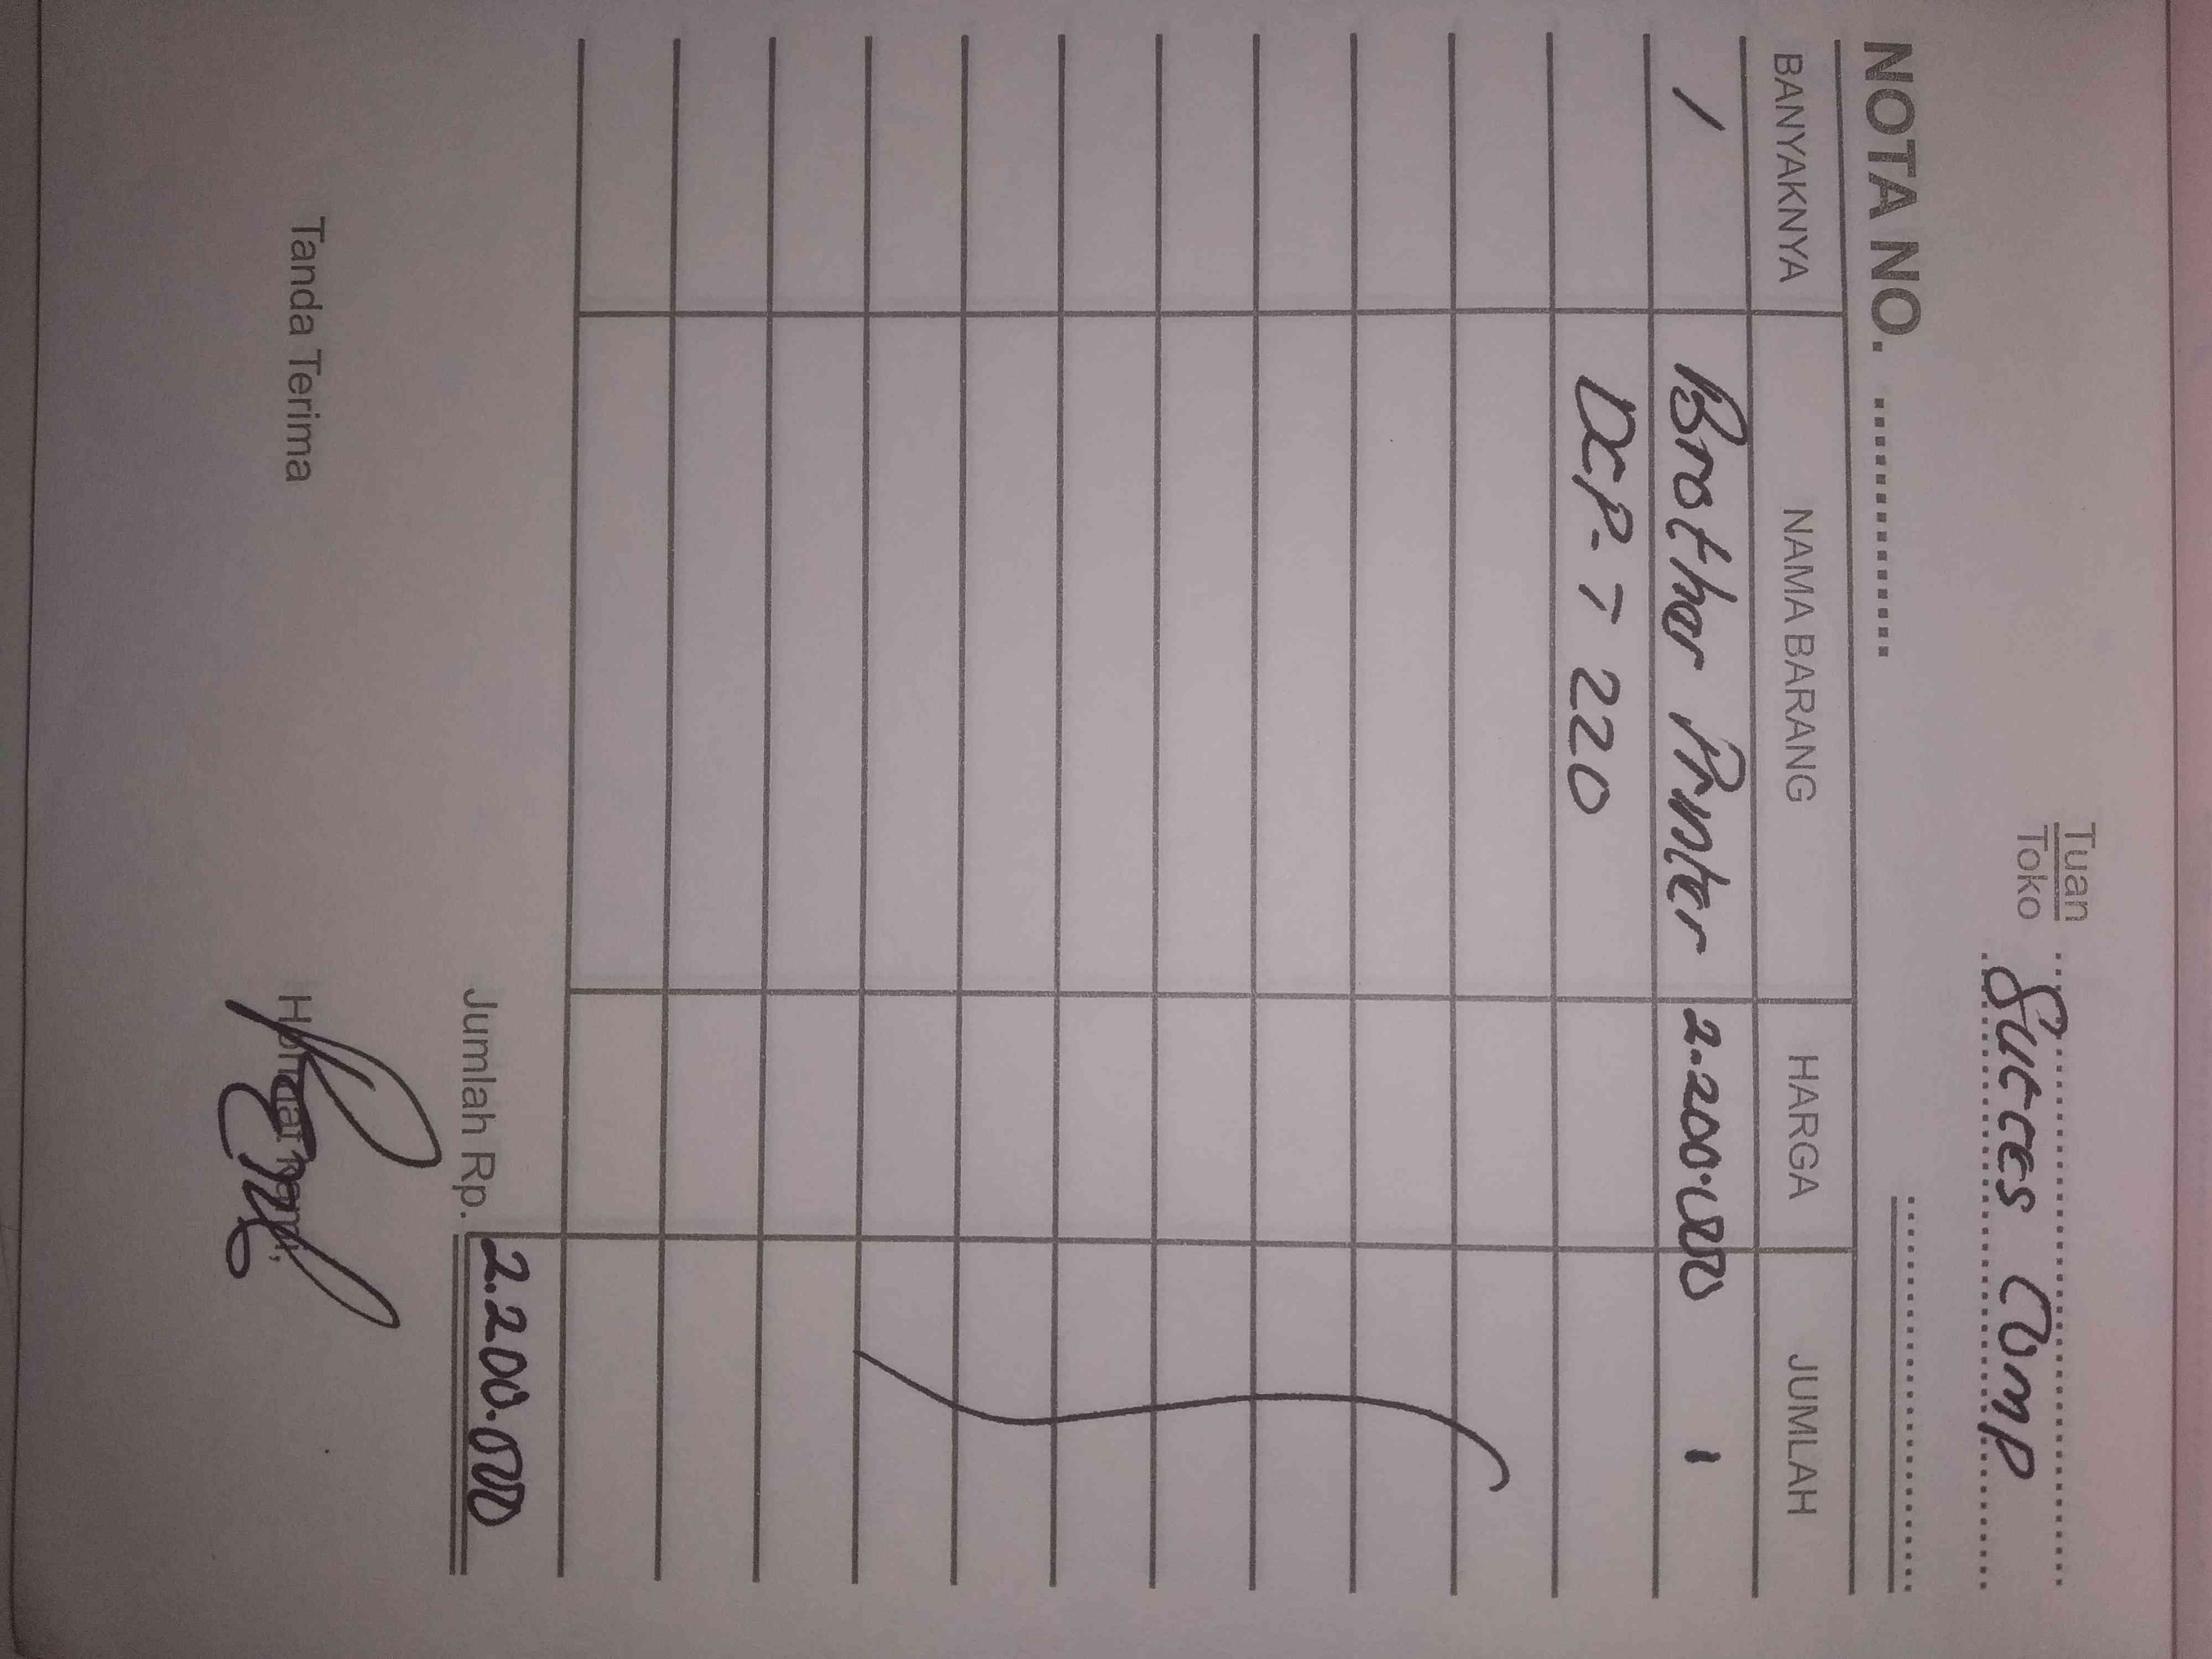 Tuan
Toko Succes Comp
NOTA NO. ................
BANYAKNYA NAMA BARANG HARGA JUMLAH
1 Brother Printer 2.200.000 1
DCP-T 220
Jumlah Rp. 2.200.000
Tanda Terima Hormat kami,